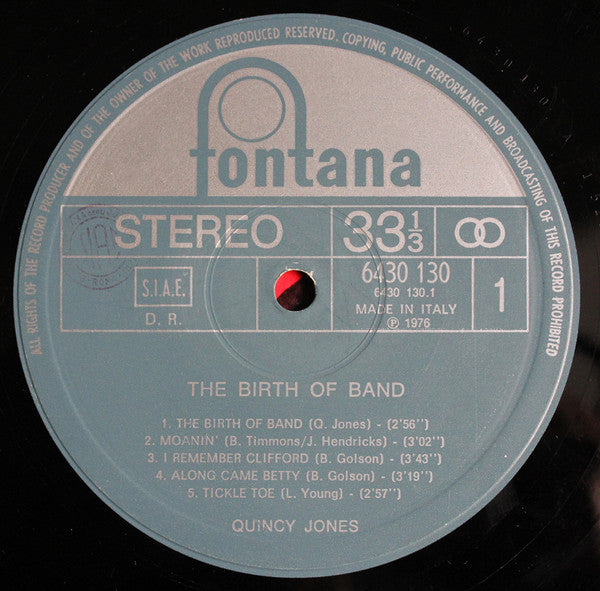 ALL RIGHTS OF THE RECORD PRODUCER AND OF THE OWNER OF THE WORK REPRODUCED RESERVED. COPYING, PUBLIC PERFORMANCE AND BROADCASTING OF THIS RECORD PROHIBITED
fontana
STEREO 33 1/3
S.I.A.E.
D. R.
6430 130
6430 130.1
MADE IN ITALY
℗ 1976
1
THE BIRTH OF BAND
1. THE BIRTH OF BAND (Q. Jones) - (2'56'')
2. MOANIN' (B. Timmons/J. Hendricks) - (3'02'')
3. I REMEMBER CLIFFORD (B. Golson) - (3'43'')
4. ALONG CAME BETTY (B. Golson) - (3'19'')
5. TICKLE TOE (L. Young) - (2'57'')
QUINCY JONES